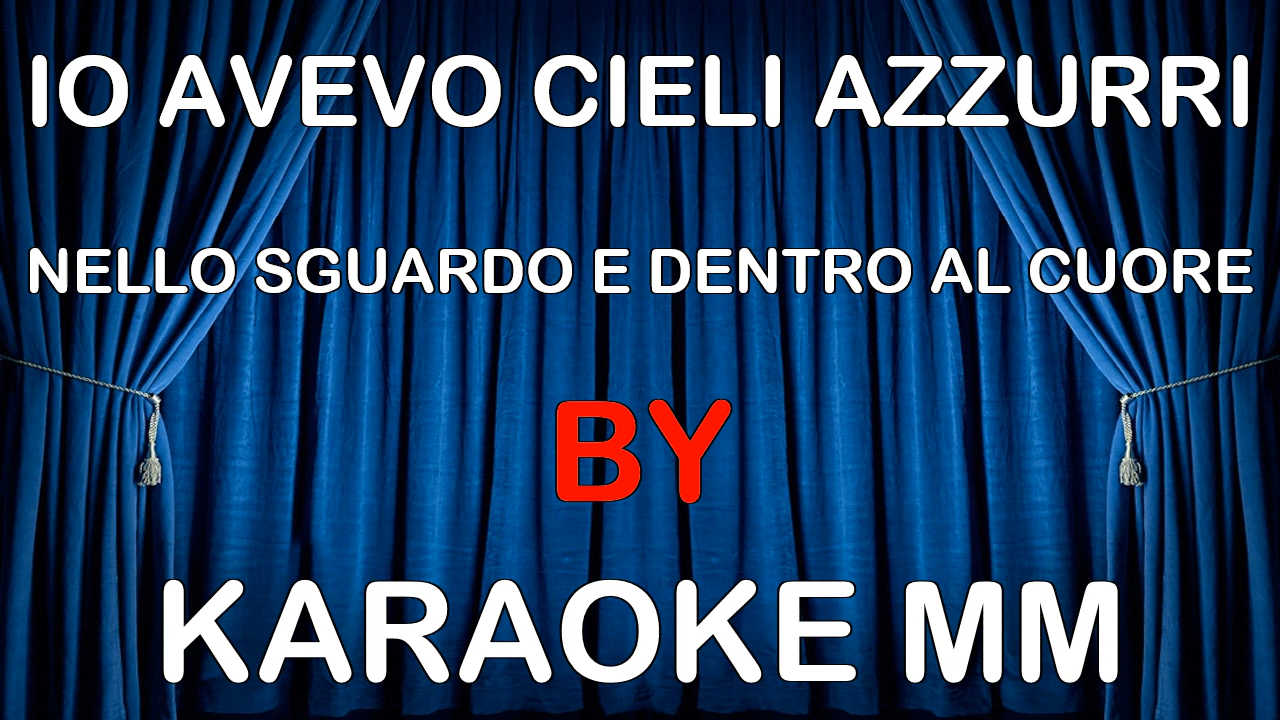 IO AVEVO CIELI AZZURRI
NELLO SGUARDO E DENTRO AL CUORE
BY
KARAOKE MM